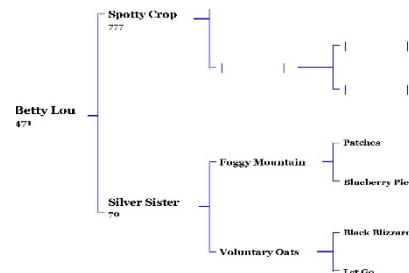 Spotty Crop
777
Betty Lou
471
Patches
Foggy Mountain
Blueberry Pie
Silver Sister
79
Black Blizzard
Voluntary Oats
Let Go